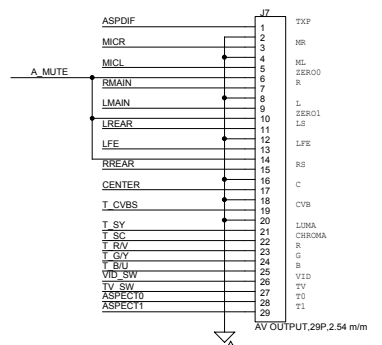 J7
ASPDIF 1 TXP
2
MICR 3 MR
4
MICL 5 ML
A_MUTE 6 ZERO0
RMAIN 7 R
8
LMAIN 9 L
10 ZERO1
LREAR 11 LS
12
LFE 13 LFE
14
RREAR 15 RS
16
CENTER 17 C
18
T_CVBS 19 CVB
20
T_SY 21 LUMA
T_SC 22 CHROMA
T_R/V 23 R
T_G/Y 24 G
T_B/U 25 B
VID_SW 26 VID
TV_SW 27 TV
ASPECT0 28 T0
ASPECT1 29 T1
AV OUTPUT,29P,2.54 m/m
A